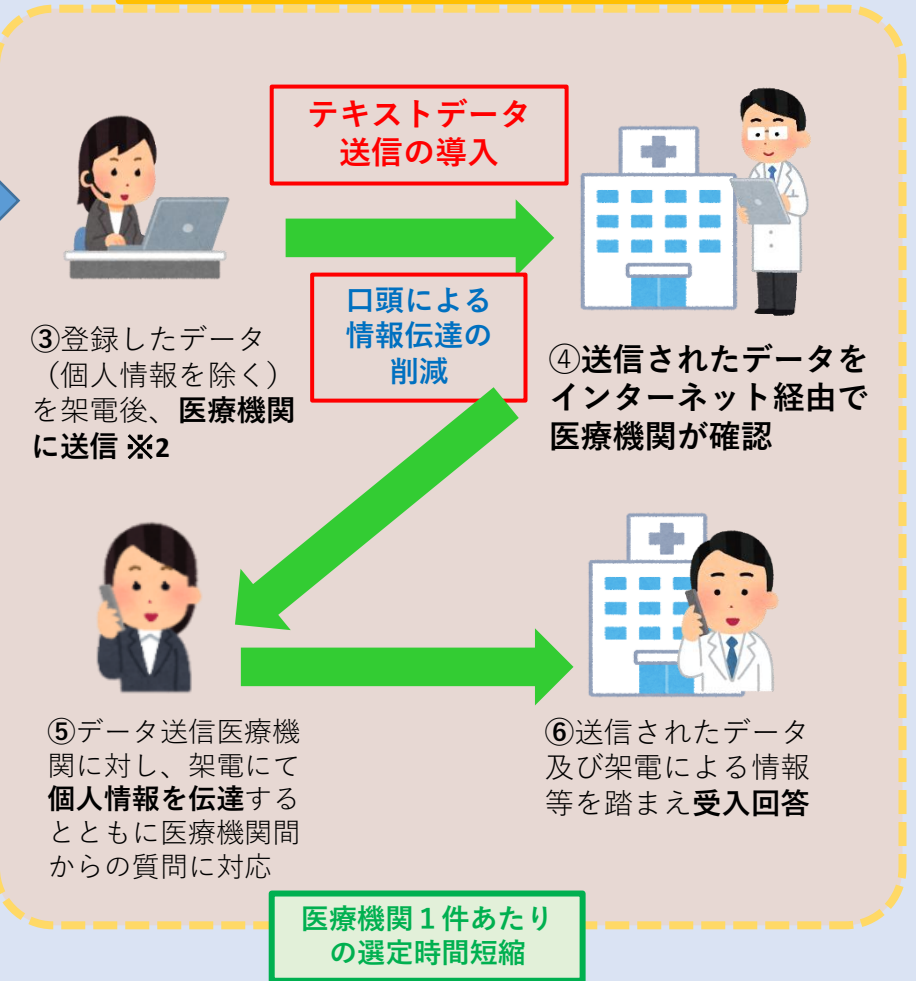 テキストデータ
送信の導入
口頭による
情報伝達の
削減
③登録したデータ
（個人情報を除く）
を架電後、医療機関
に送信 ※2
④送信されたデータを
インターネット経由で
医療機関が確認
⑤データ送信医療機
関に対し、架電にて
個人情報を伝達する
とともに医療機関間
からの質問に対応
⑥送信されたデータ
及び架電による情報
等を踏まえ受入回答
医療機関１件あたり
の選定時間短縮